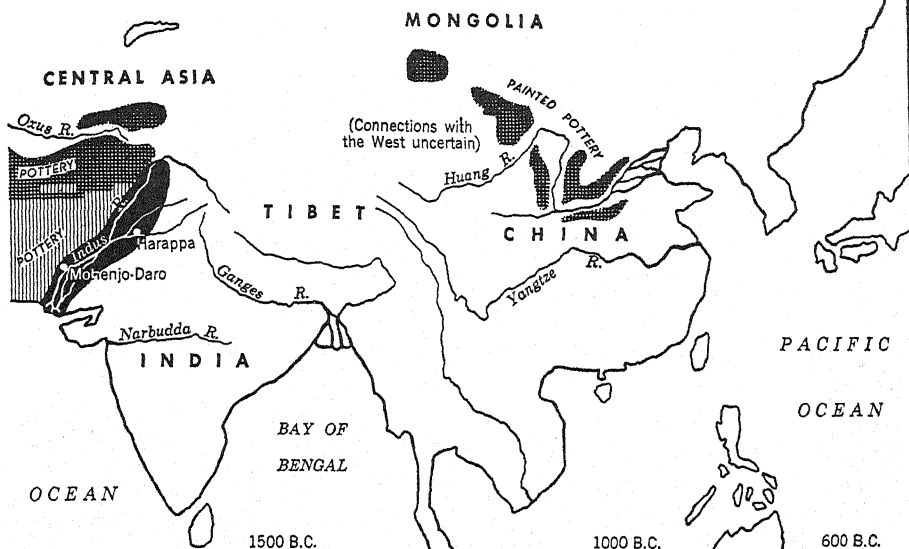 MONGOLIA
CENTRAL ASIA
PAINTED POTTERY
Oxus R.
(Connections with
the West uncertain)
POTTERY
Huang R.
R.
TIBET
POTTERY
Indus
Harappa
CHINA
Mohenjo-Daro
Ganges R.
Yangtze R.
Narbudda R.
INDIA
PACIFIC
OCEAN
BAY OF
BENGAL
OCEAN
1500 B.C.
1000 B.C.
600 B.C.